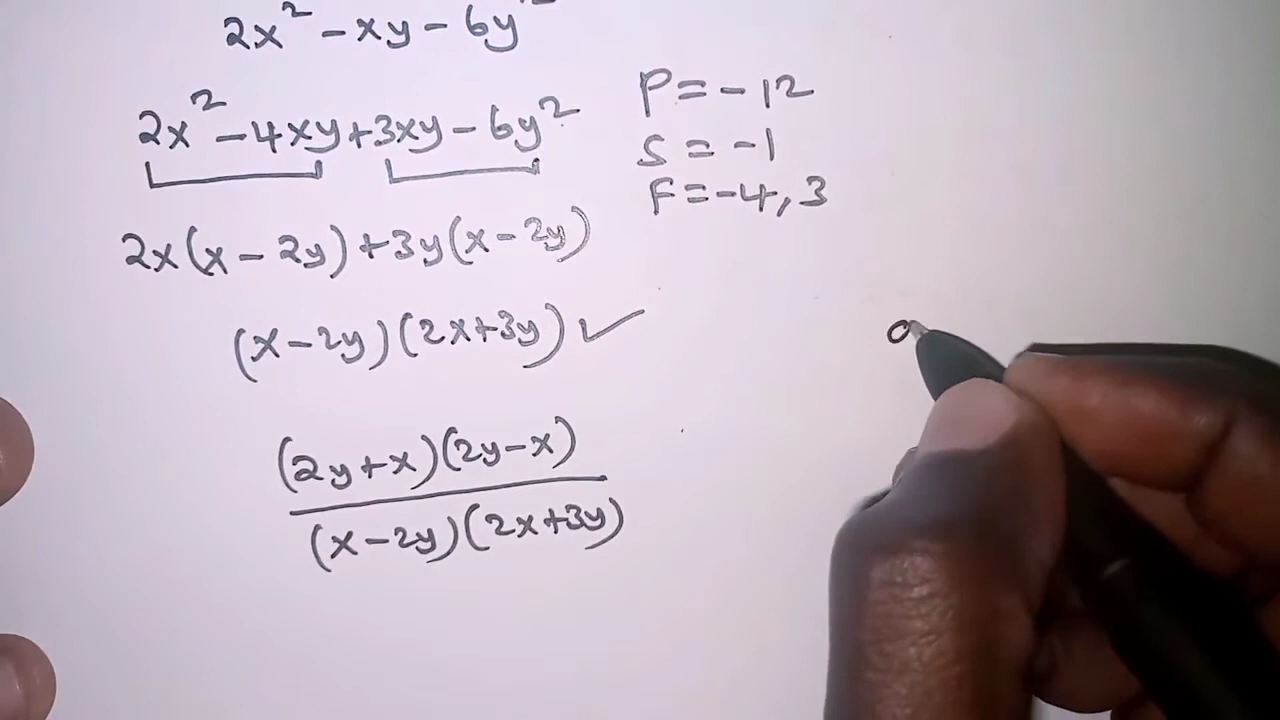 2x² - xy - 6y²
2x² - 4xy + 3xy - 6y²
P = -12
S = -1
F = -4, 3
2x(x - 2y) + 3y(x - 2y)
(x - 2y)(2x + 3y) ✓
(2y + x)(2y - x)
(x - 2y)(2x + 3y)